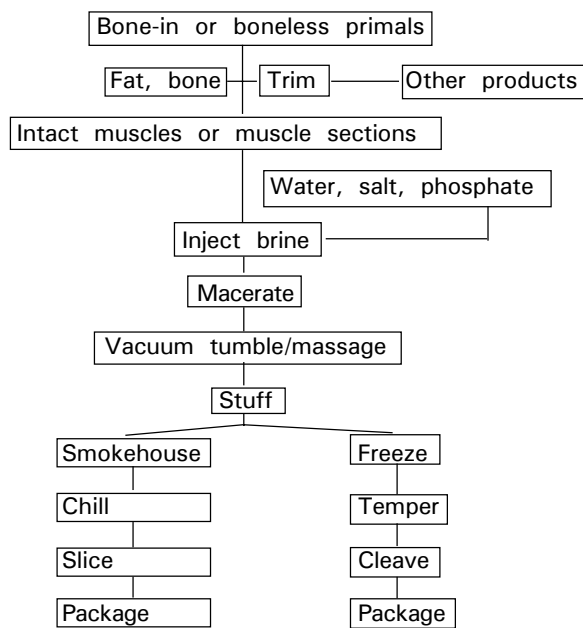 Bone-in or boneless primals
Fat, bone
Trim
Other products
Intact muscles or muscle sections
Water, salt, phosphate
Inject brine
Macerate
Vacuum tumble/massage
Stuff
Smokehouse
Freeze
Chill
Temper
Slice
Cleave
Package
Package